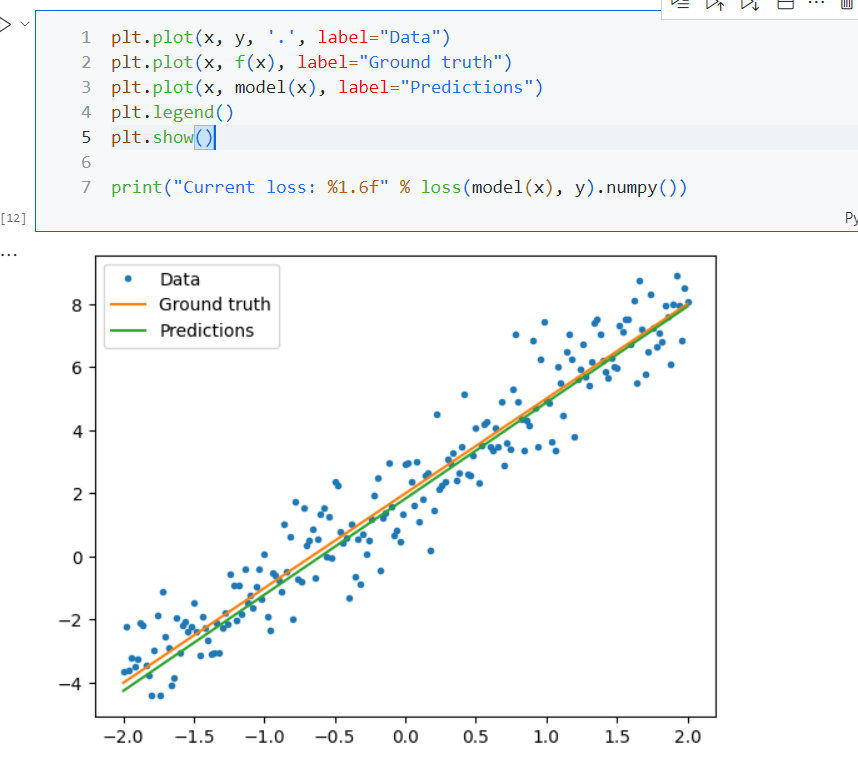 1 plt.plot(x, y, '.', label="Data")
2 plt.plot(x, f(x), label="Ground truth")
3 plt.plot(x, model(x), label="Predictions")
4 plt.legend()
5 plt.show()
6
7 print("Current loss: %1.6f" % loss(model(x), y).numpy())
[12]
Py
...
Data
Ground truth
Predictions
8
6
4
2
0
−2
−4
−2.0 −1.5 −1.0 −0.5 0.0 0.5 1.0 1.5 2.0